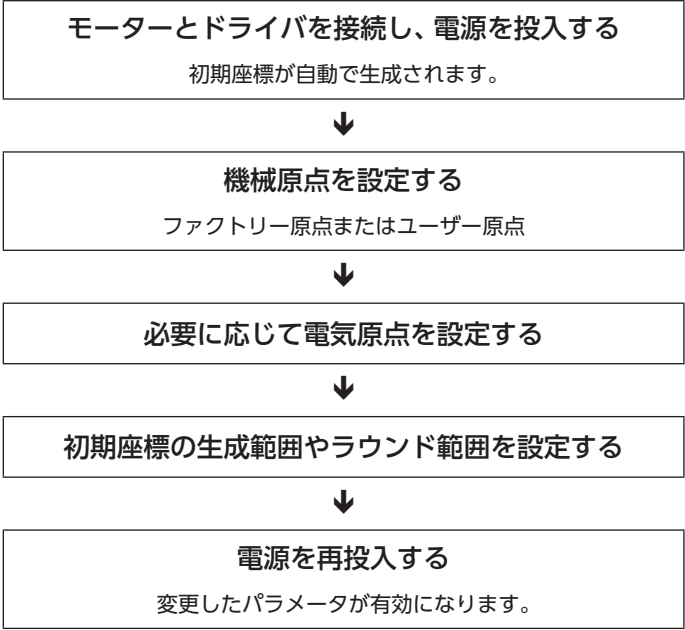 モーターとドライバを接続し、電源を投入する
初期座標が自動で生成されます。
機械原点を設定する
ファクトリー原点またはユーザー原点
必要に応じて電気原点を設定する
初期座標の生成範囲やラウンド範囲を設定する
電源を再投入する
変更したパラメータが有効になります。